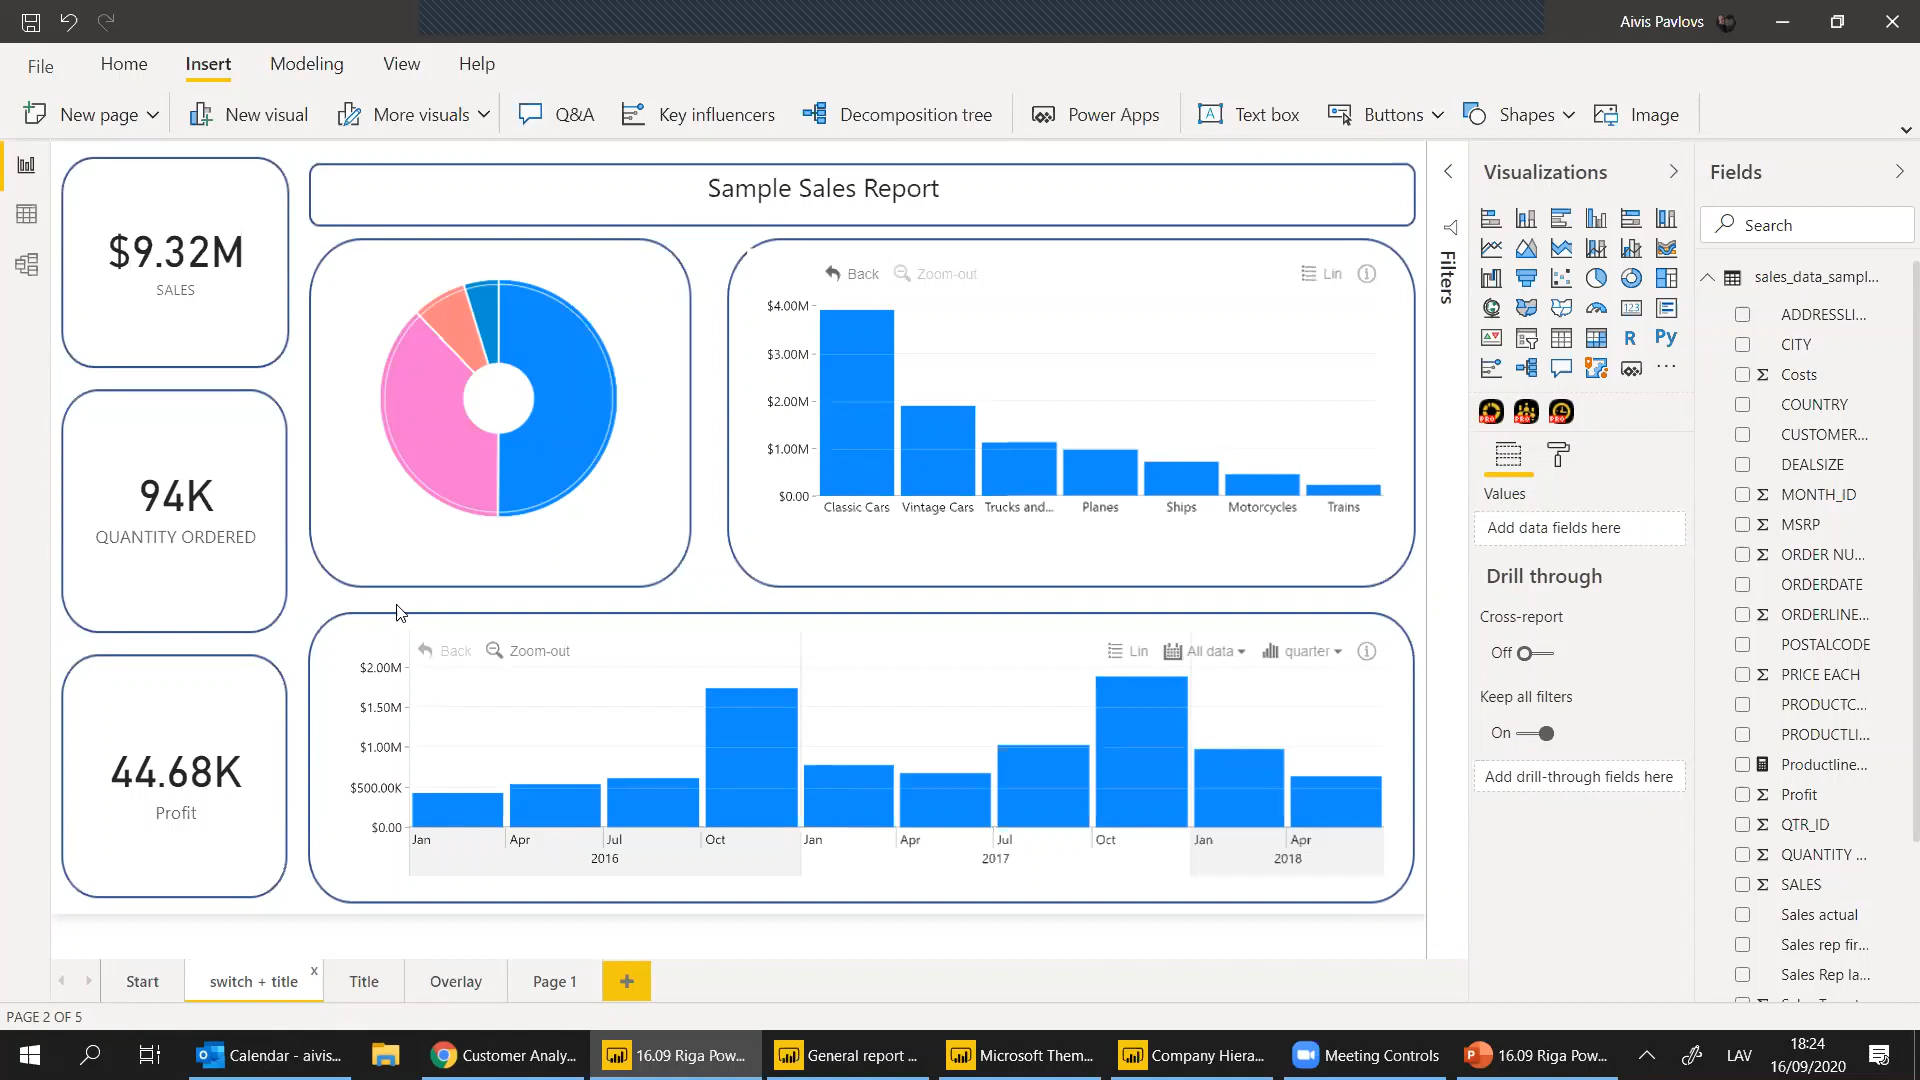 Aivis Pavlovs
File Home Insert Modeling View Help
New page New visual More visuals Q&A Key influencers Decomposition tree Power Apps Text box Buttons Shapes Image
$9.32M
SALES
94K
QUANTITY ORDERED
44.68K
Profit
Sample Sales Report
Back Zoom-out Lin
$4.00M
$3.00M
$2.00M
$1.00M
$0.00
Classic Cars Vintage Cars Trucks and... Planes Ships Motorcycles Trains
Back Zoom-out Lin All data quarter
$2.00M
$1.50M
$1.00M
$500.00K
$0.00
Jan Apr Jul Oct Jan Apr Jul Oct Jan Apr
2016 2017 2018
Filters
Visualizations
123
R Py
PRO PRO PRO
Values
Add data fields here
Drill through
Cross-report
Off
Keep all filters
On
Add drill-through fields here
Fields
Search
sales_data_sampl...
ADDRESSLI...
CITY
Σ Costs
COUNTRY
CUSTOMER...
DEALSIZE
Σ MONTH_ID
Σ MSRP
Σ ORDER NU...
ORDERDATE
Σ ORDERLINE...
POSTALCODE
Σ PRICE EACH
PRODUCTC...
PRODUCTLI...
Productline...
Σ Profit
Σ QTR_ID
Σ QUANTITY ...
Σ SALES
Sales actual
Sales rep fir...
Sales Rep la...
Start switch + title x Title Overlay Page 1 +
PAGE 2 OF 5
Calendar - aivis... Customer Analy... 16.09 Riga Pow... General report ... Microsoft Them... Company Hiera... Meeting Controls 16.09 Riga Pow... LAV
18:24
16/09/2020